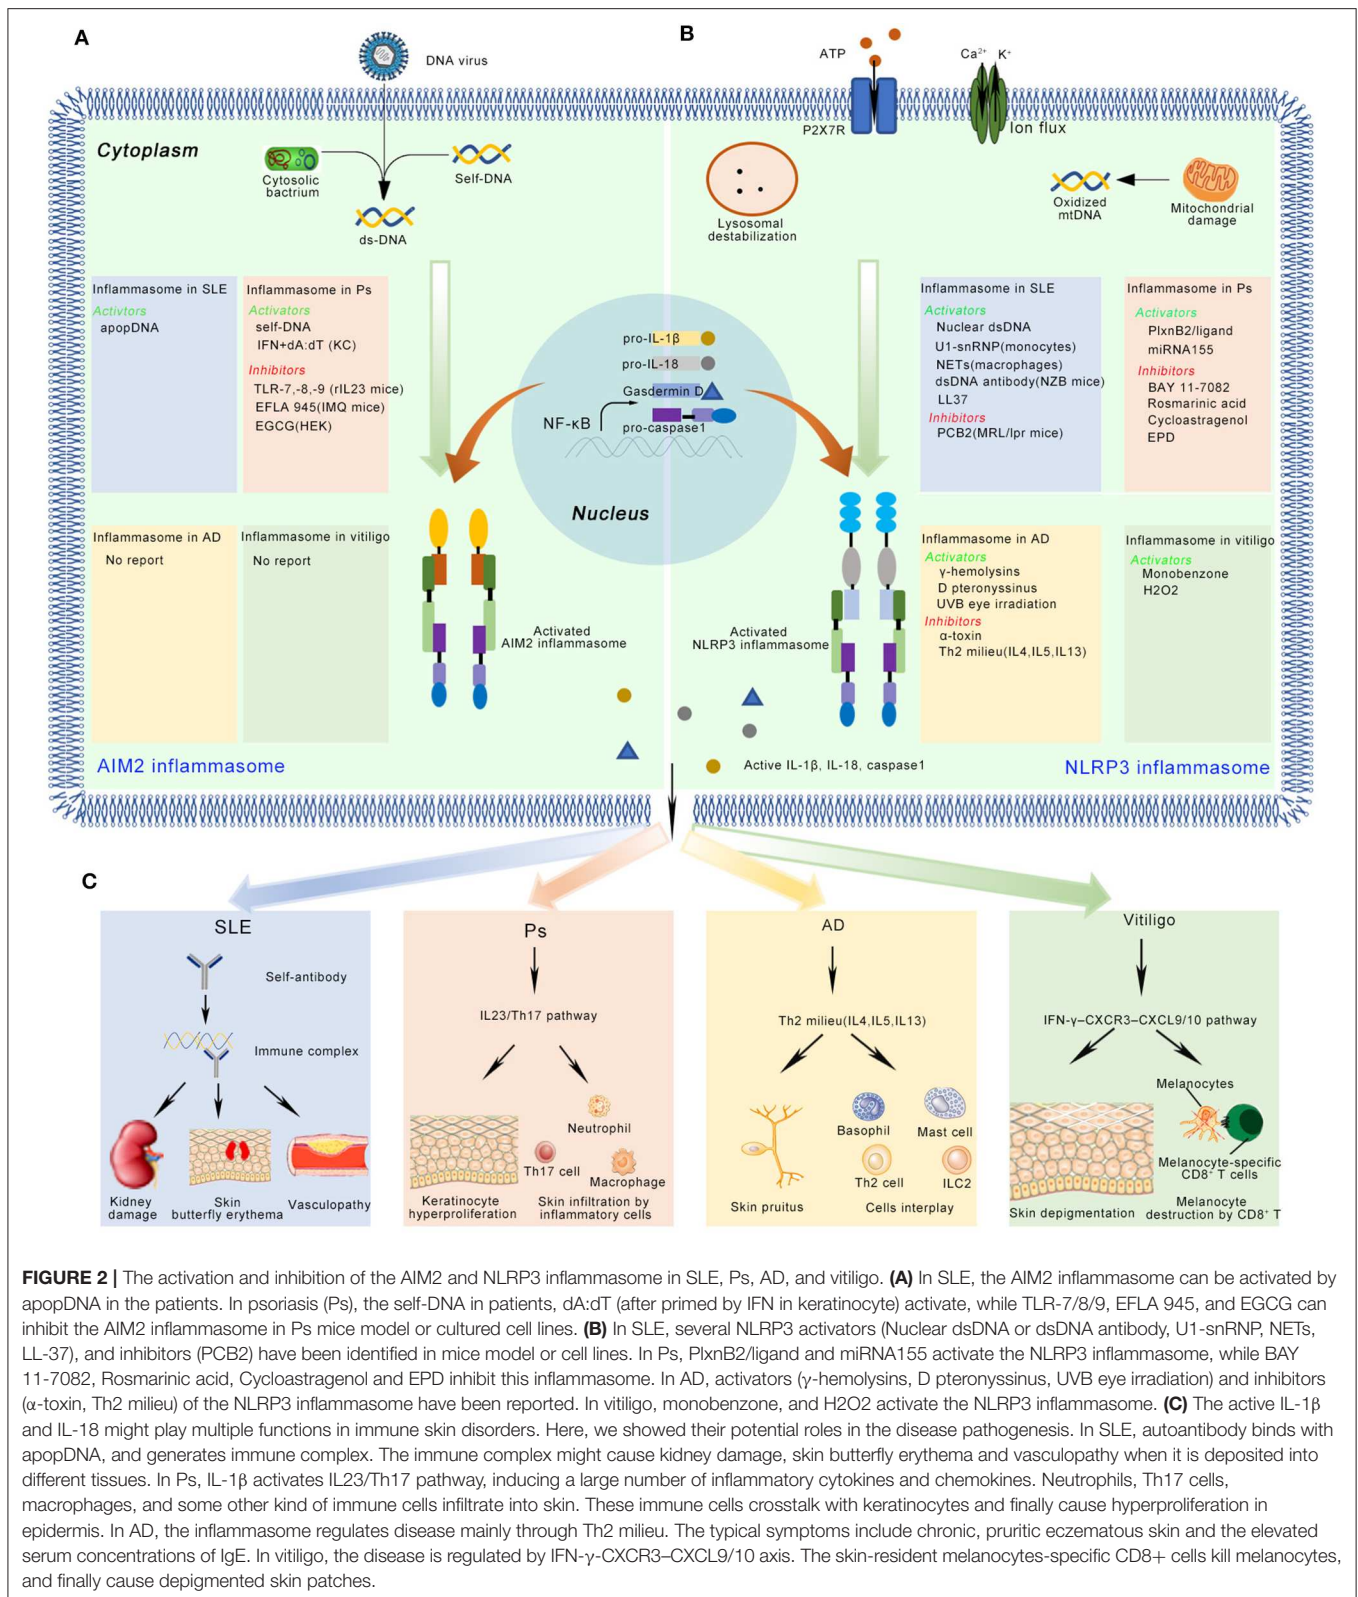 A
DNA virus
B
ATP
Ca²⁺ K⁺
P2X7R
Ion flux
Cytoplasm
Cytosolic
bactrium
Self-DNA
ds-DNA
Lysosomal
destabilization
Oxidized
mtDNA
Mitochondrial
damage
Inflammasome in SLE
Activtors
apopDNA
Inflammasome in Ps
Activators
self-DNA
IFN+dA:dT (KC)
Inhibitors
TLR-7,-8,-9 (rIL23 mice)
EFLA 945(IMQ mice)
EGCG(HEK)
pro-IL-1β
pro-IL-18
Gasdermin D
NF-κB
pro-caspase1
Nucleus
Inflammasome in SLE
Activators
Nuclear dsDNA
U1-snRNP(monocytes)
NETs(macrophages)
dsDNA antibody(NZB mice)
LL37
Inhibitors
PCB2(MRL/lpr mice)
Inflammasome in Ps
Activators
PlxnB2/ligand
miRNA155
Inhibitors
BAY 11-7082
Rosmarinic acid
Cycloastragenol
EPD
Inflammasome in AD
No report
Inflammasome in vitiligo
No report
Activated
AIM2 inflammasome
Activated
NLRP3 inflammasome
Inflammasome in AD
Activators
γ-hemolysins
D pteronyssinus
UVB eye irradiation
Inhibitors
α-toxin
Th2 milieu(IL4,IL5,IL13)
Inflammasome in vitiligo
Activators
Monobenzone
H2O2
AIM2 inflammasome
Active IL-1β, IL-18, caspase1
NLRP3 inflammasome
C
SLE
Self-antibody
Immune complex
Kidney
damage
Skin
butterfly erythema
Vasculopathy
Ps
IL23/Th17 pathway
Neutrophil
Th17 cell
Macrophage
Keratinocyte
hyperproliferation
Skin infiltration by
inflammatory cells
AD
Th2 milieu(IL4,IL5,IL13)
Basophil
Mast cell
Th2 cell
ILC2
Skin pruitus
Cells interplay
Vitiligo
IFN-γ–CXCR3–CXCL9/10 pathway
Melanocytes
Melanocyte-specific
CD8⁺ T cells
Skin depigmentation
Melanocyte
destruction by CD8⁺ T
FIGURE 2 | The activation and inhibition of the AIM2 and NLRP3 inflammasome in SLE, Ps, AD, and vitiligo. (A) In SLE, the AIM2 inflammasome can be activated by
apopDNA in the patients. In psoriasis (Ps), the self-DNA in patients, dA:dT (after primed by IFN in keratinocyte) activate, while TLR-7/8/9, EFLA 945, and EGCG can
inhibit the AIM2 inflammasome in Ps mice model or cultured cell lines. (B) In SLE, several NLRP3 activators (Nuclear dsDNA or dsDNA antibody, U1-snRNP, NETs,
LL-37), and inhibitors (PCB2) have been identified in mice model or cell lines. In Ps, PlxnB2/ligand and miRNA155 activate the NLRP3 inflammasome, while BAY
11-7082, Rosmarinic acid, Cycloastragenol and EPD inhibit this inflammasome. In AD, activators (γ-hemolysins, D pteronyssinus, UVB eye irradiation) and inhibitors
(α-toxin, Th2 milieu) of the NLRP3 inflammasome have been reported. In vitiligo, monobenzone, and H2O2 activate the NLRP3 inflammasome. (C) The active IL-1β
and IL-18 might play multiple functions in immune skin disorders. Here, we showed their potential roles in the disease pathogenesis. In SLE, autoantibody binds with
apopDNA, and generates immune complex. The immune complex might cause kidney damage, skin butterfly erythema and vasculopathy when it is deposited into
different tissues. In Ps, IL-1β activates IL23/Th17 pathway, inducing a large number of inflammatory cytokines and chemokines. Neutrophils, Th17 cells,
macrophages, and some other kind of immune cells infiltrate into skin. These immune cells crosstalk with keratinocytes and finally cause hyperproliferation in
epidermis. In AD, the inflammasome regulates disease mainly through Th2 milieu. The typical symptoms include chronic, pruritic eczematous skin and the elevated
serum concentrations of IgE. In vitiligo, the disease is regulated by IFN-γ-CXCR3–CXCL9/10 axis. The skin-resident melanocytes-specific CD8+ cells kill melanocytes,
and finally cause depigmented skin patches.